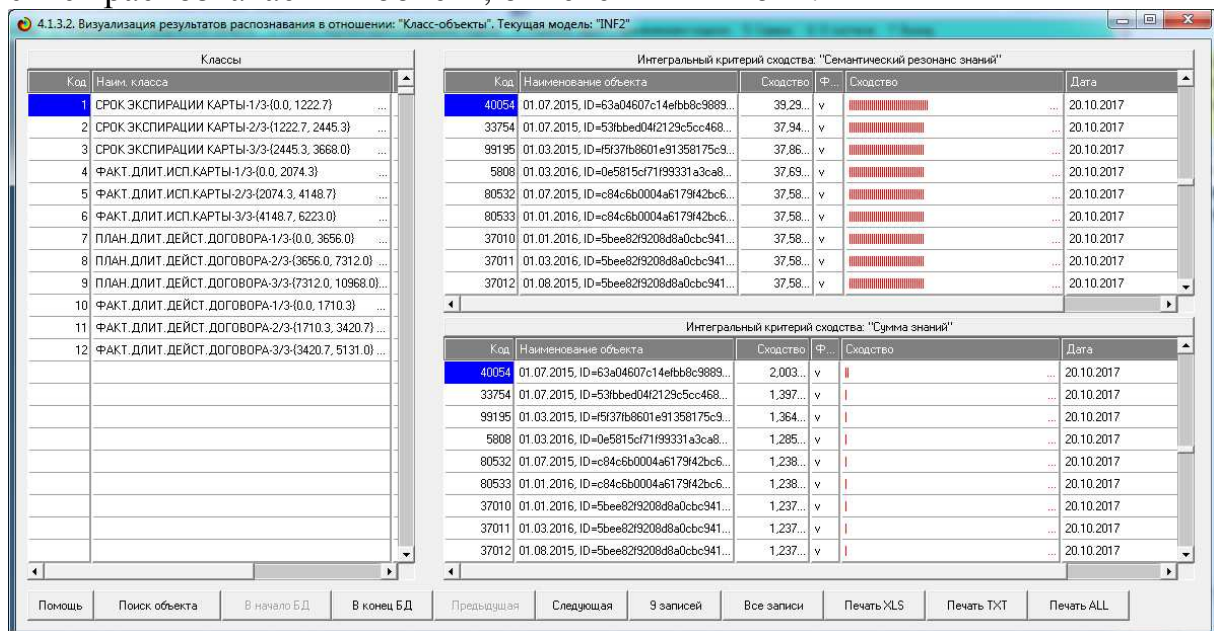 4.1.3.2. Визуализация результатов распознавания в отношении: "Класс-объекты". Текущая модель: "INF2"
Классы
Код Наим. класса
1 СРОК ЭКСПИРАЦИИ КАРТЫ-1/3-{0.0, 1222.7} ...
2 СРОК ЭКСПИРАЦИИ КАРТЫ-2/3-{1222.7, 2445.3} ...
3 СРОК ЭКСПИРАЦИИ КАРТЫ-3/3-{2445.3, 3668.0} ...
4 ФАКТ.ДЛИТ.ИСП.КАРТЫ-1/3-{0.0, 2074.3} ...
5 ФАКТ.ДЛИТ.ИСП.КАРТЫ-2/3-{2074.3, 4148.7} ...
6 ФАКТ.ДЛИТ.ИСП.КАРТЫ-3/3-{4148.7, 6223.0} ...
7 ПЛАН.ДЛИТ.ДЕЙСТ.ДОГОВОРА-1/3-{0.0, 3656.0} ...
8 ПЛАН.ДЛИТ.ДЕЙСТ.ДОГОВОРА-2/3-{3656.0, 7312.0} ...
9 ПЛАН.ДЛИТ.ДЕЙСТ.ДОГОВОРА-3/3-{7312.0, 10968.0}...
10 ФАКТ.ДЛИТ.ДЕЙСТ.ДОГОВОРА-1/3-{0.0, 1710.3} ...
11 ФАКТ.ДЛИТ.ДЕЙСТ.ДОГОВОРА-2/3-{1710.3, 3420.7} ...
12 ФАКТ.ДЛИТ.ДЕЙСТ.ДОГОВОРА-3/3-{3420.7, 5131.0} ...
Интегральный критерий сходства: "Семантический резонанс знаний"
Код Наименование объекта Сходство Ф... Сходство Дата
40054 01.07.2015, ID=63a04607c14efbb8c9889... 39,29... v ... 20.10.2017
33754 01.07.2015, ID=53fbbed04f2129c5cc468... 37,94... v ... 20.10.2017
99195 01.03.2015, ID=f5f37fb8601e91358175c9... 37,86... v ... 20.10.2017
5808 01.03.2016, ID=0e5815cf71f99331a3ca8... 37,69... v ... 20.10.2017
80532 01.07.2015, ID=c84c6b0004a6179f42bc6... 37,58... v ... 20.10.2017
80533 01.01.2016, ID=c84c6b0004a6179f42bc6... 37,58... v ... 20.10.2017
37010 01.01.2016, ID=5bee82f9208d8a0cbc941... 37,58... v ... 20.10.2017
37011 01.03.2016, ID=5bee82f9208d8a0cbc941... 37,58... v ... 20.10.2017
37012 01.08.2015, ID=5bee82f9208d8a0cbc941... 37,58... v ... 20.10.2017
Интегральный критерий сходства: "Сумма знаний"
Код Наименование объекта Сходство Ф... Сходство Дата
40054 01.07.2015, ID=63a04607c14efbb8c9889... 2,003... v ... 20.10.2017
33754 01.07.2015, ID=53fbbed04f2129c5cc468... 1,397... v ... 20.10.2017
99195 01.03.2015, ID=f5f37fb8601e91358175c9... 1,364... v ... 20.10.2017
5808 01.03.2016, ID=0e5815cf71f99331a3ca8... 1,285... v ... 20.10.2017
80532 01.07.2015, ID=c84c6b0004a6179f42bc6... 1,238... v ... 20.10.2017
80533 01.01.2016, ID=c84c6b0004a6179f42bc6... 1,238... v ... 20.10.2017
37010 01.01.2016, ID=5bee82f9208d8a0cbc941... 1,237... v ... 20.10.2017
37011 01.03.2016, ID=5bee82f9208d8a0cbc941... 1,237... v ... 20.10.2017
37012 01.08.2015, ID=5bee82f9208d8a0cbc941... 1,237... v ... 20.10.2017
Помощь Поиск объекта В начало БД В конец БД Предыдущая Следующая 9 записей Все записи Печать XLS Печать TXT Печать ALL